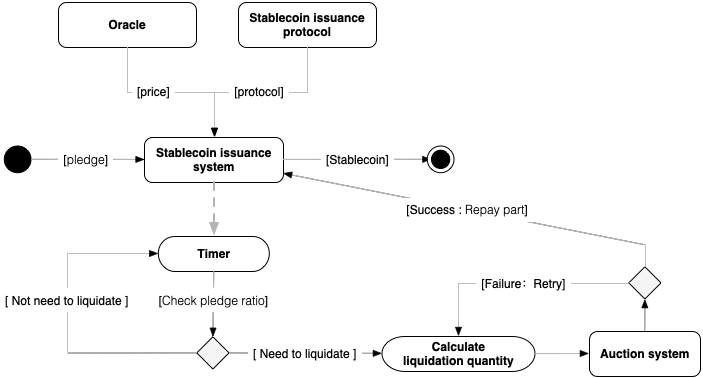 Oracle
Stablecoin issuance
protocol
[price]
[protocol]
[pledge]
Stablecoin issuance
system
[Stablecoin]
[Success : Repay part]
Timer
[ Not need to liquidate ]
[Check pledge ratio]
[Failure： Retry]
[ Need to liquidate ]
Calculate
liquidation quantity
Auction system